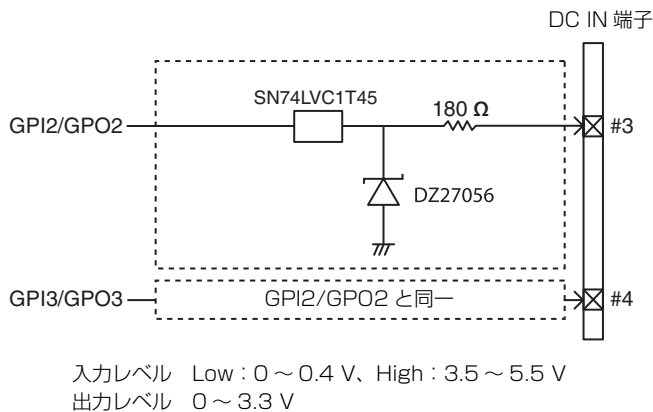 DC IN 端子
SN74LVC1T45
180 Ω
GPI2/GPO2
#3
DZ27056
GPI3/GPO3
GPI2/GPO2 と同一
#4
入力レベル Low:0 ~ 0.4 V、High:3.5 ~ 5.5 V
出力レベル 0 ~ 3.3 V